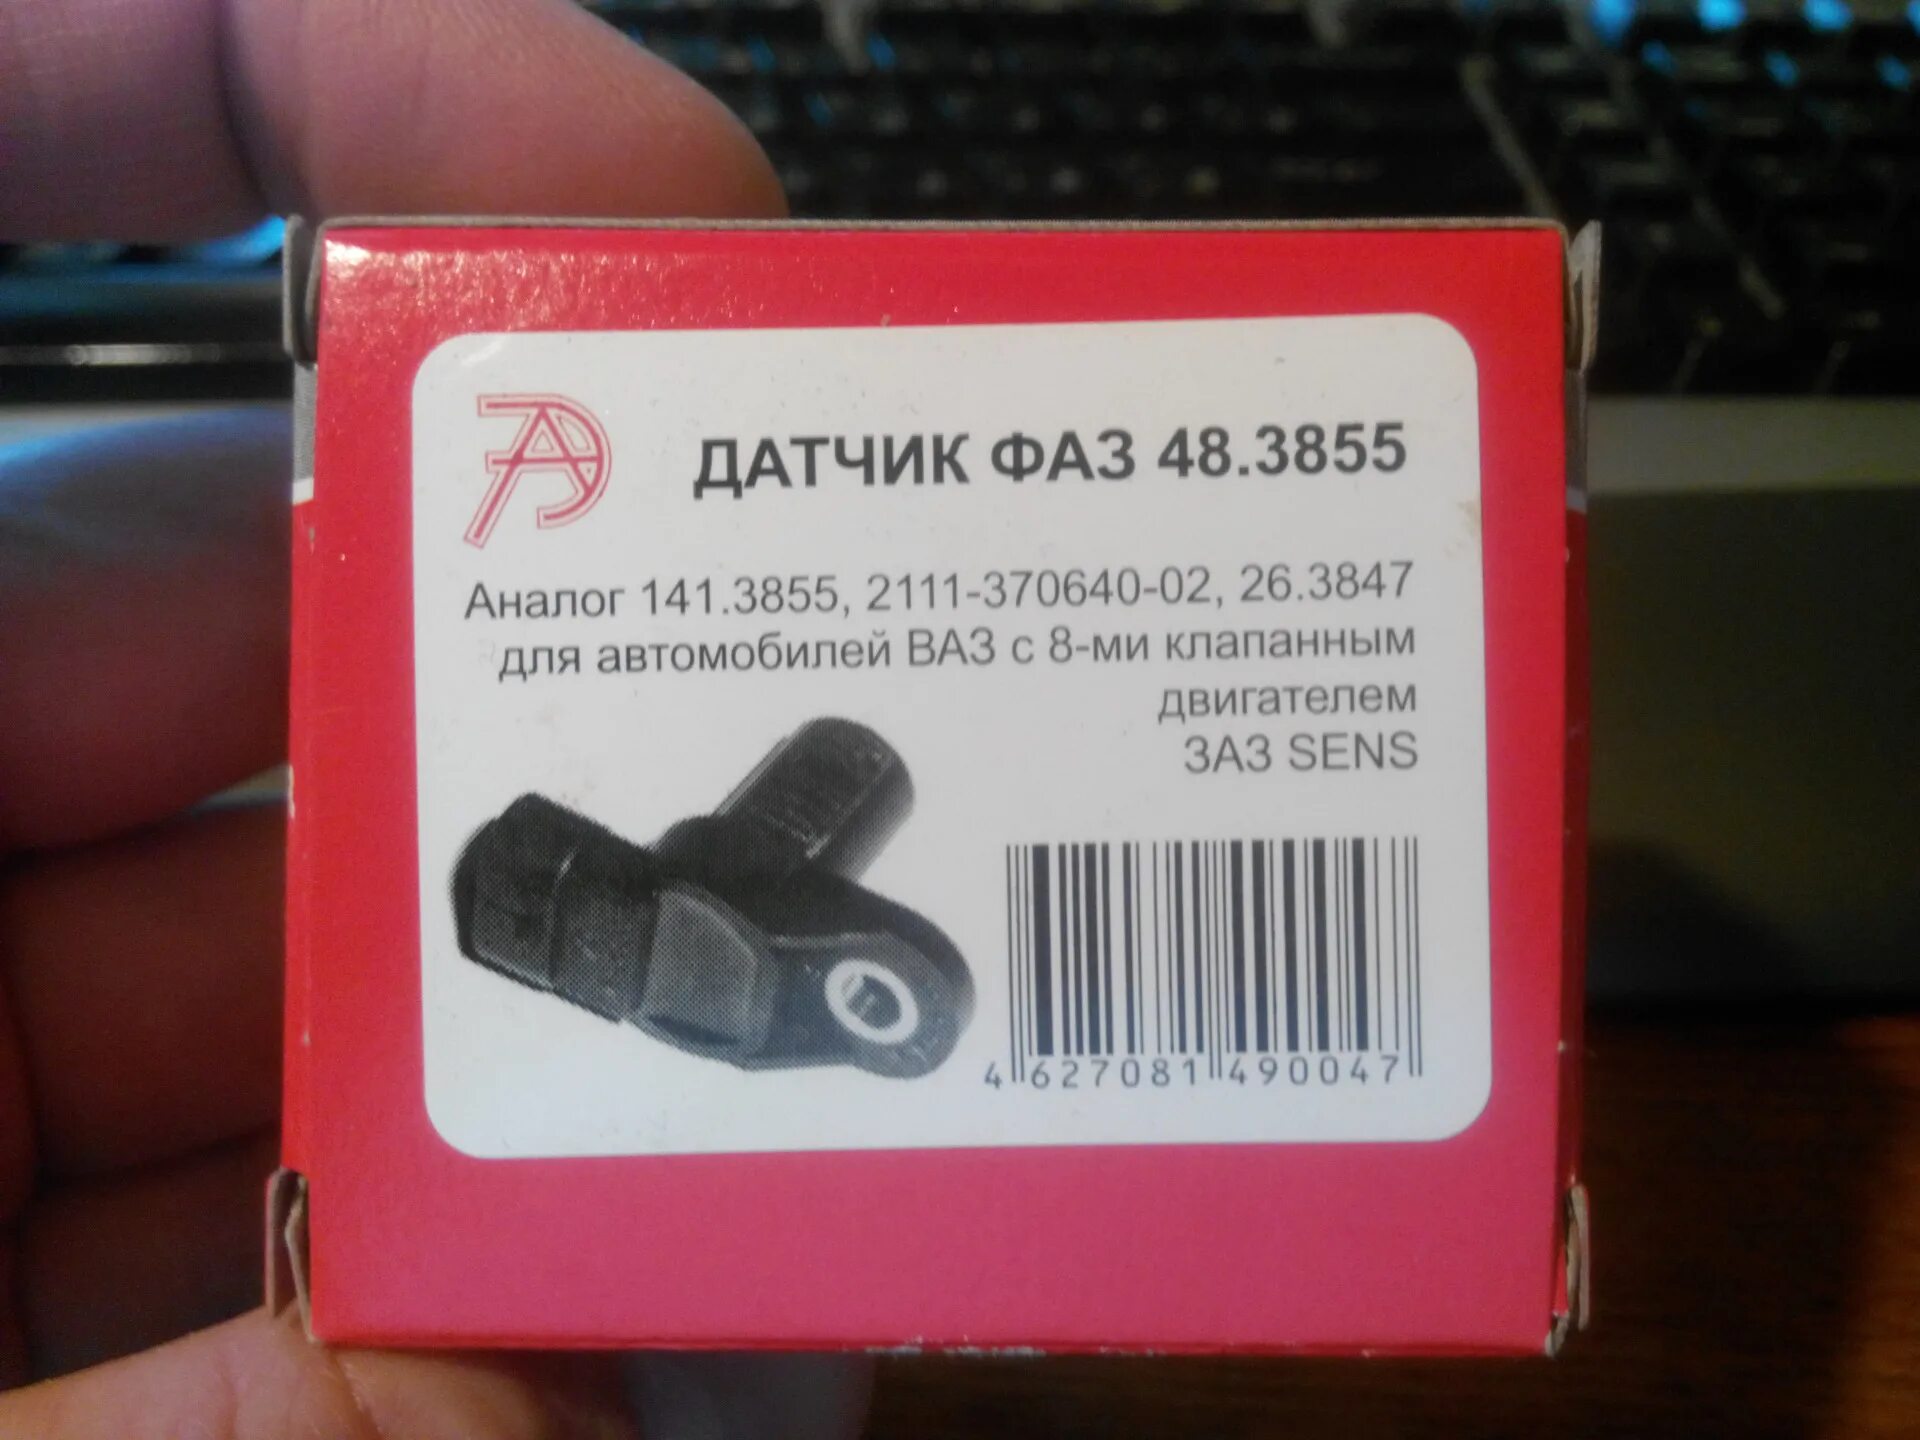 ДАТЧИК ФАЗ 48.3855
Аналог 141.3855, 2111-370640-02, 26.3847
для автомобилей ВАЗ с 8-ми клапанным
двигателем
ЗАЗ SENS
4 627081 490047